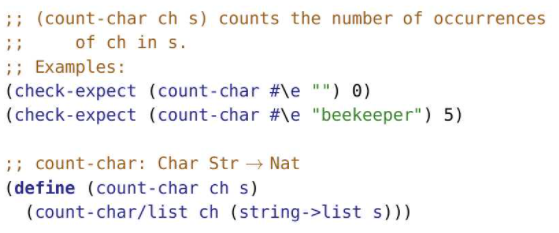 ;; (count-char ch s) counts the number of occurrences
;;     of ch in s.
;; Examples:
(check-expect (count-char #\e "") 0)
(check-expect (count-char #\e "beekeeper") 5)

;; count-char: Char Str → Nat
(define (count-char ch s)
  (count-char/list ch (string->list s)))